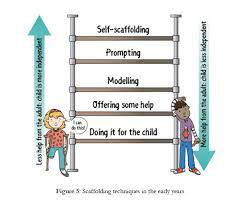 Self-scaffolding
Prompting
Modelling
Offering some help
Doing it for the child
Less help from the adult: child is more independent
I can
do this!
More help from the adult: child is less independent
Figure 5: Scaffolding techniques in the early years